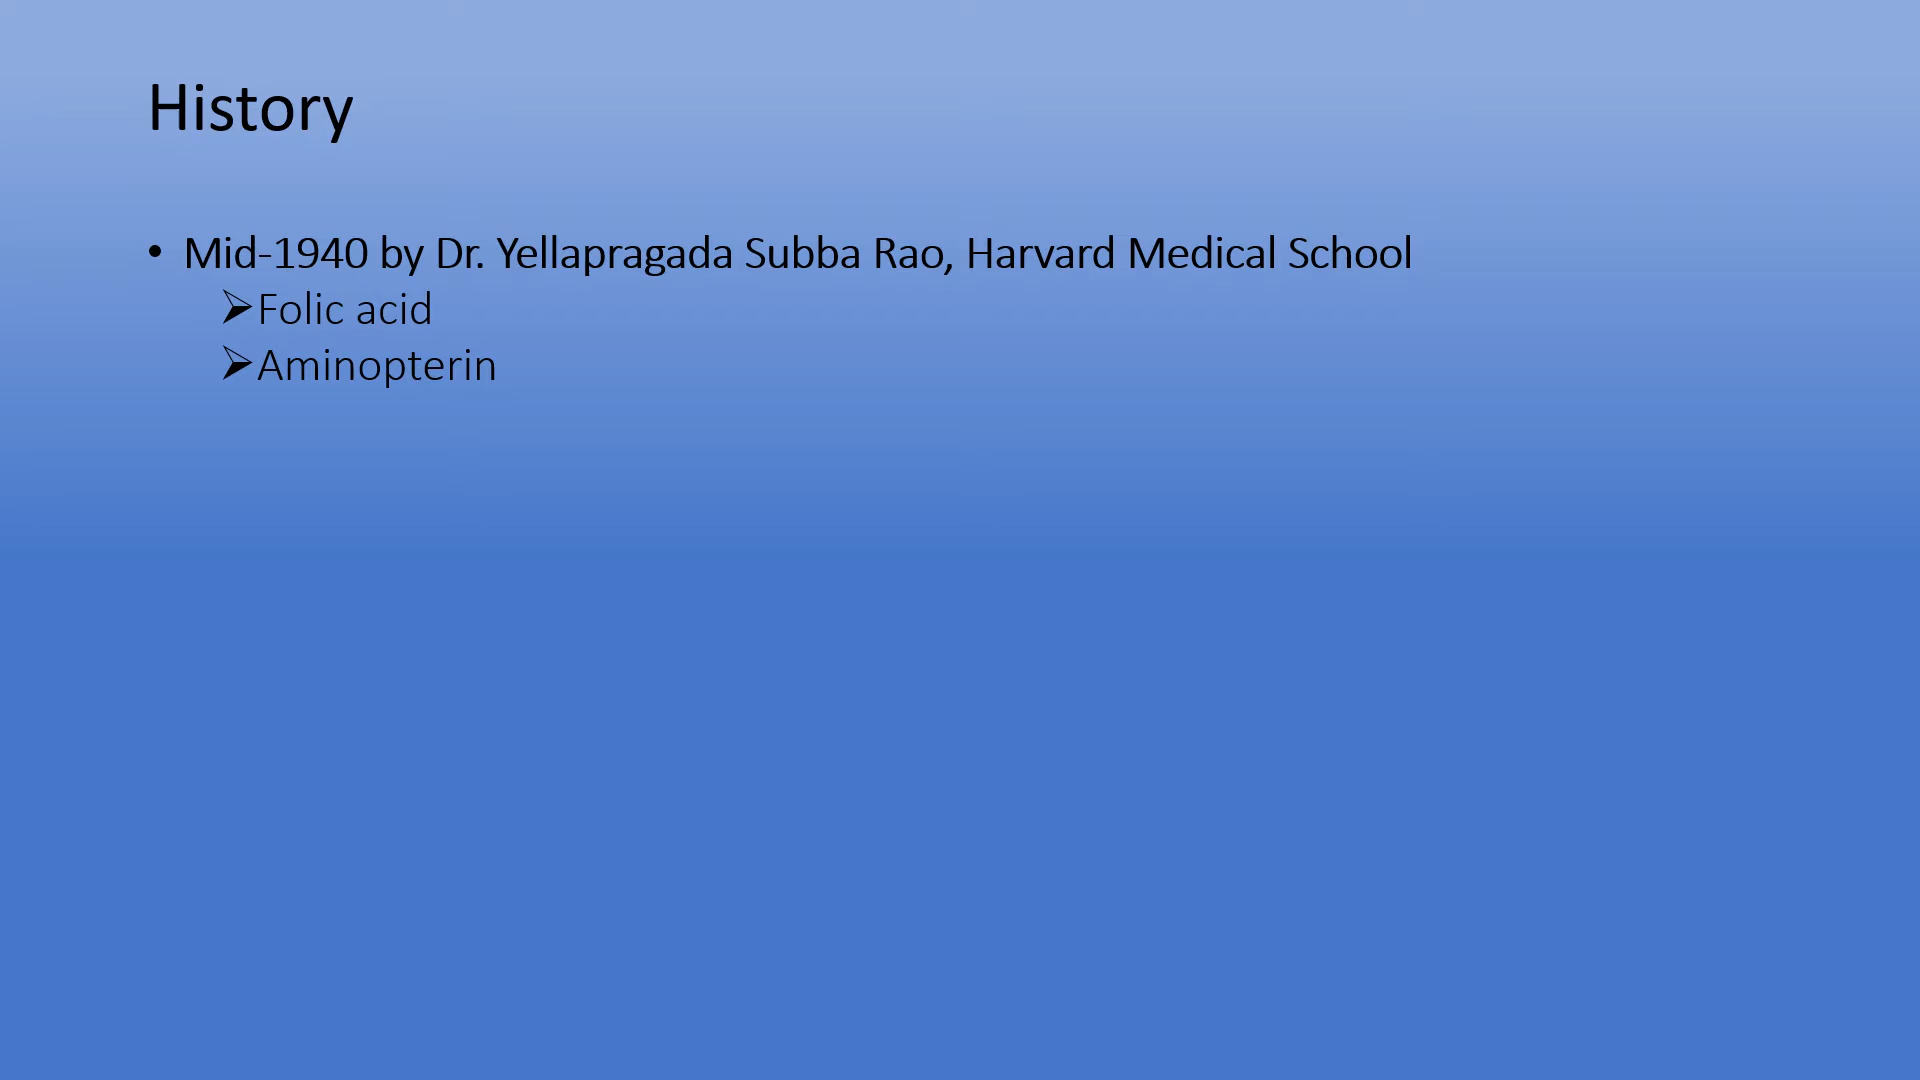 History
• Mid-1940 by Dr. Yellapragada Subba Rao, Harvard Medical School
➢Folic acid
➢Aminopterin